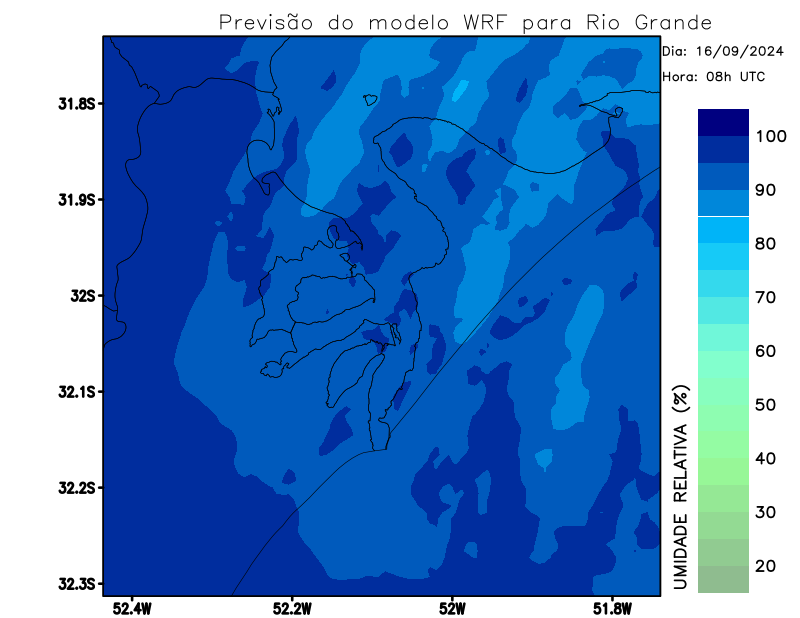 Previsão do modelo WRF para Rio Grande
Dia: 16/09/2024
Hora: 08h UTC
31.8S
31.9S
32S
32.1S
32.2S
32.3S
52.4W
52.2W
52W
51.8W
100
90
80
70
60
50
40
30
20
UMIDADE RELATIVA (%)